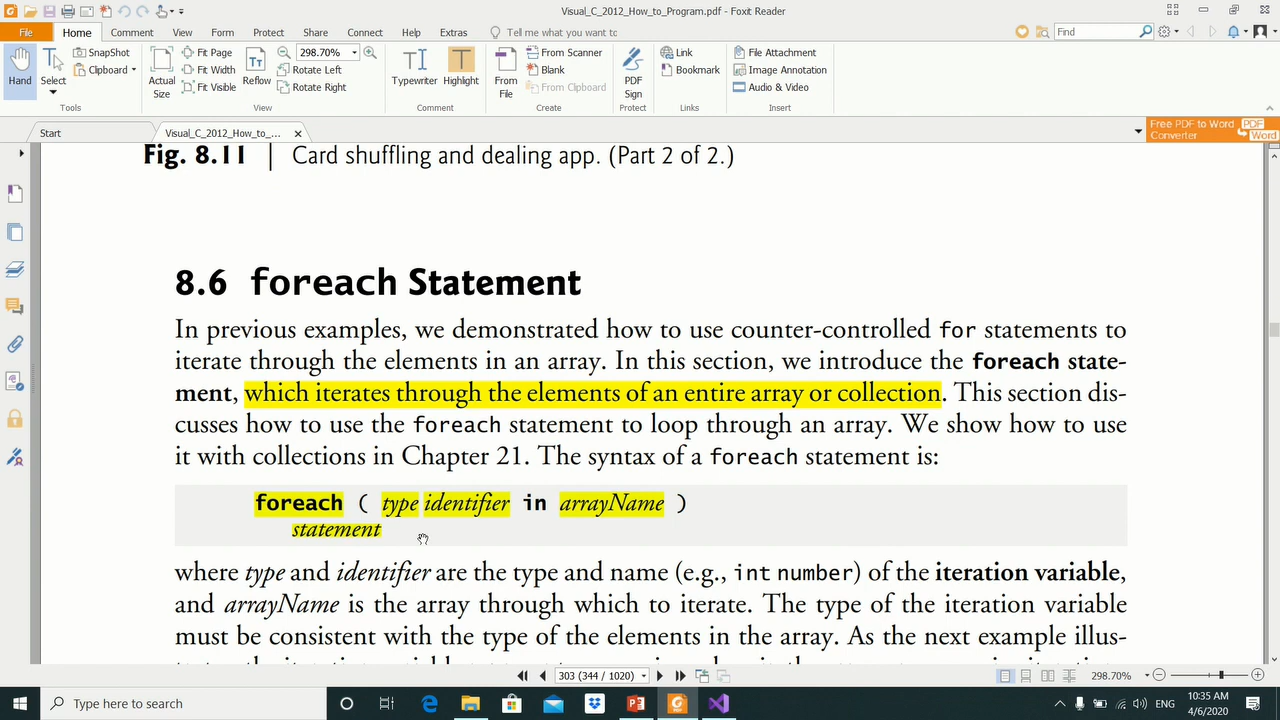 Visual_C_2012_How_to_Program.pdf - Foxit Reader
File Home Comment View Form Protect Share Connect Help Extras Tell me what you want to do... Find
Hand
Select
SnapShot
Clipboard
Tools
Actual Size
Fit Page
Fit Width
Fit Visible
Reflow
298.70%
Rotate Left
Rotate Right
View
Typewriter
Highlight
Comment
From File
From Scanner
Blank
From Clipboard
Create
PDF Sign
Protect
Link
Bookmark
Links
File Attachment
Image Annotation
Audio & Video
Insert
Start
Visual_C_2012_How_to_...
Free PDF to Word Converter
PDF
Word
Fig. 8.11 | Card shuffling and dealing app. (Part 2 of 2.)
8.6 foreach Statement
In previous examples, we demonstrated how to use counter-controlled for statements to
iterate through the elements in an array. In this section, we introduce the foreach state-
ment, which iterates through the elements of an entire array or collection. This section dis-
cusses how to use the foreach statement to loop through an array. We show how to use
it with collections in Chapter 21. The syntax of a foreach statement is:
foreach ( type identifier in arrayName )
statement
where type and identifier are the type and name (e.g., int number) of the iteration variable,
and arrayName is the array through which to iterate. The type of the iteration variable
must be consistent with the type of the elements in the array. As the next example illus-
303 (344 / 1020)
298.70%
Type here to search
10:35 AM
4/6/2020